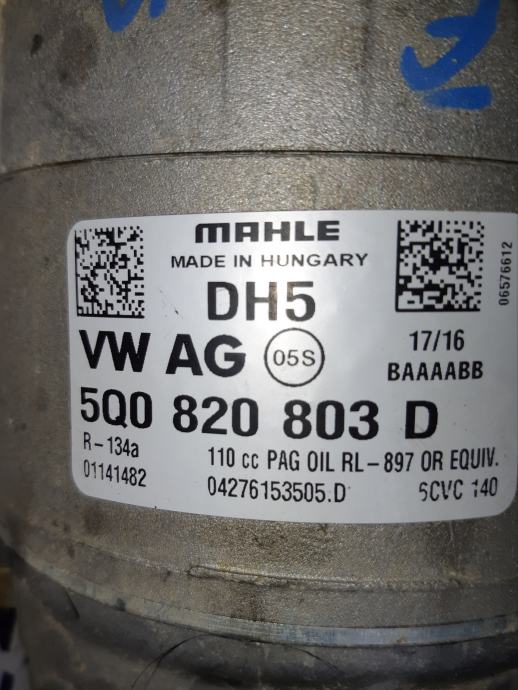 MAHLE
MADE IN HUNGARY
DH5
06576612
VW AG 05S 17/16
BAAAABB
5Q0 820 803 D
R-134a 110 cc PAG OIL RL-897 OR EQUIV.
01141482 04276153505.D 6CVC 140